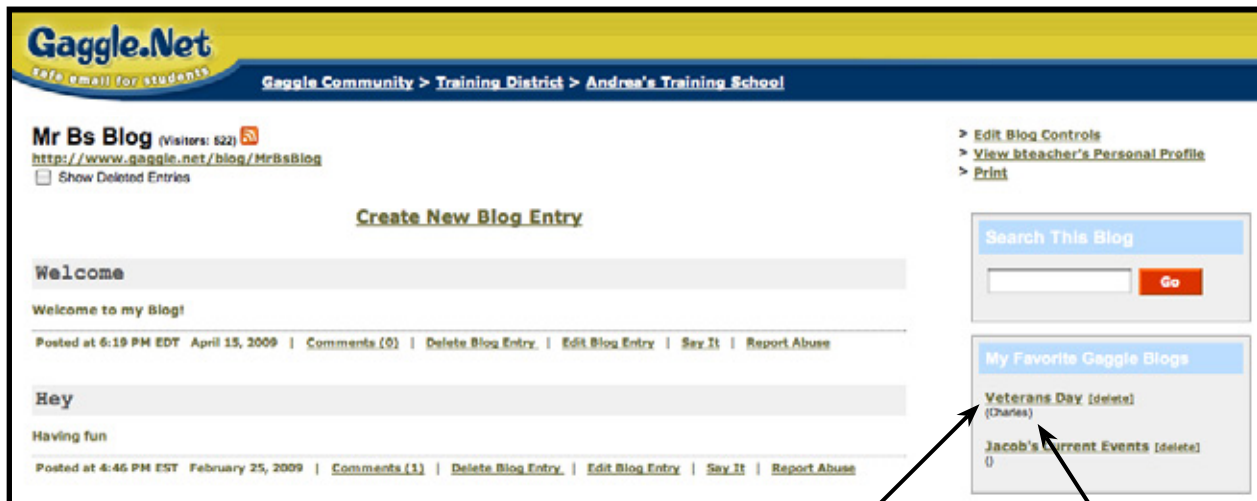 Gaggle.Net
safe email for students
Gaggle Community > Training District > Andrea's Training School
Mr Bs Blog (Visitors: 522)
http://www.gaggle.net/blog/MrBsBlog
Show Deleted Entries
> Edit Blog Controls
> View bteacher's Personal Profile
> Print
Create New Blog Entry
Welcome
Welcome to my Blog!
Posted at 6:19 PM EDT April 15, 2009 | Comments (0) | Delete Blog Entry | Edit Blog Entry | Say It | Report Abuse
Hey
Having fun
Posted at 4:46 PM EST February 25, 2009 | Comments (1) | Delete Blog Entry | Edit Blog Entry | Say It | Report Abuse
Search This Blog
Go
My Favorite Gaggle Blogs
Veterans Day [delete]
(Charles)
Jacob's Current Events [delete]
()